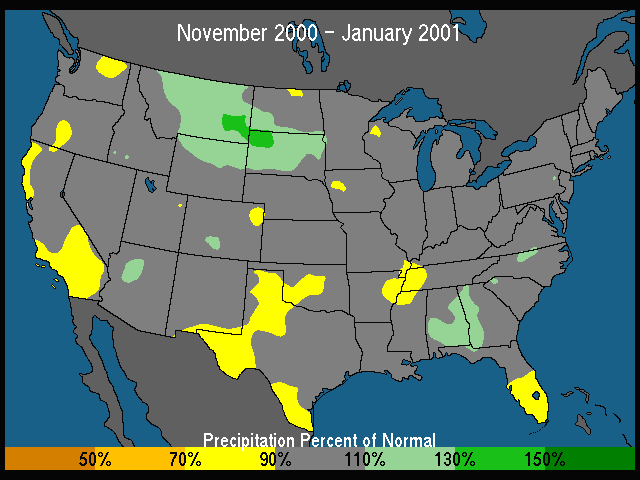 November 2000 - January 2001
Precipitation Percent of Normal
50% 70% 90% 110% 130% 150%